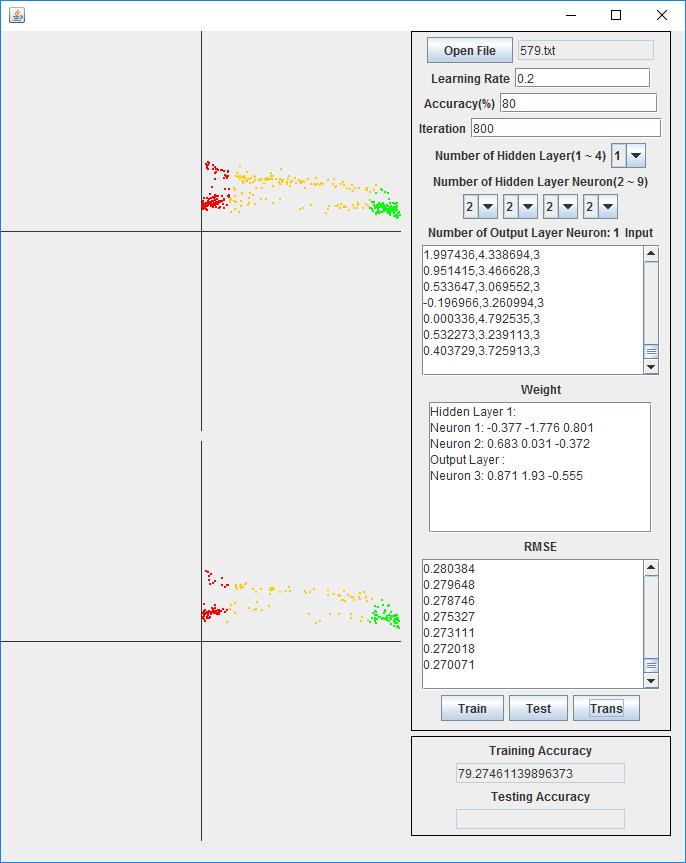 Open File 579.txt
Learning Rate 0.2
Accuracy(%) 80
Iteration 800
Number of Hidden Layer(1 ~ 4) 1
Number of Hidden Layer Neuron(2 ~ 9)
2 2 2 2
Number of Output Layer Neuron: 1 Input
1.997436,4.338694,3
0.951415,3.466628,3
0.533647,3.069552,3
-0.196966,3.260994,3
0.000336,4.792535,3
0.532273,3.239113,3
0.403729,3.725913,3
Weight
Hidden Layer 1:
Neuron 1: -0.377 -1.776 0.801
Neuron 2: 0.683 0.031 -0.372
Output Layer :
Neuron 3: 0.871 1.93 -0.555
RMSE
0.280384
0.279648
0.278746
0.275327
0.273111
0.272018
0.270071
Train Test Trans
Training Accuracy
79.27461139896373
Testing Accuracy